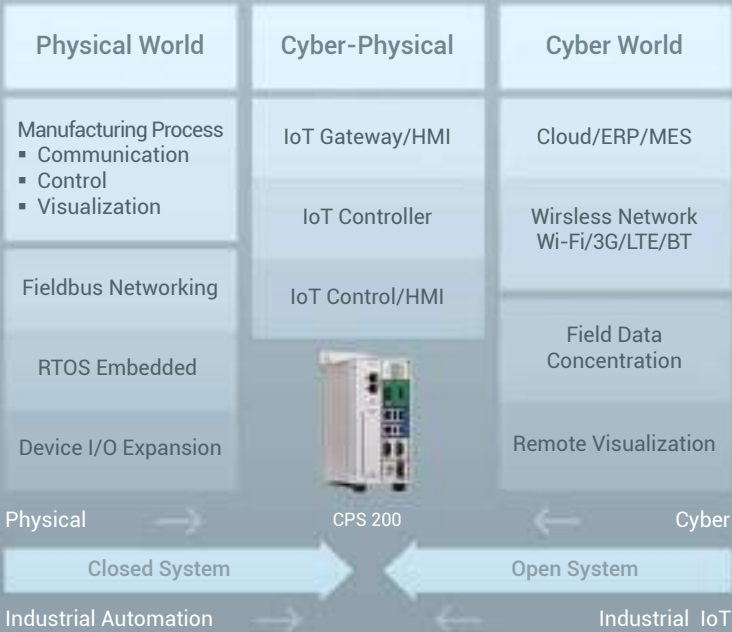 Physical World
Cyber-Physical
Cyber World
Manufacturing Process
▪ Communication
▪ Control
▪ Visualization
Fieldbus Networking
RTOS Embedded
Device I/O Expansion
IoT Gateway/HMI
IoT Controller
IoT Control/HMI
Cloud/ERP/MES
Wirsless Network
Wi-Fi/3G/LTE/BT
Field Data
Concentration
Remote Visualization
Physical
CPS 200
Cyber
Closed System
Open System
Industrial Automation
Industrial IoT